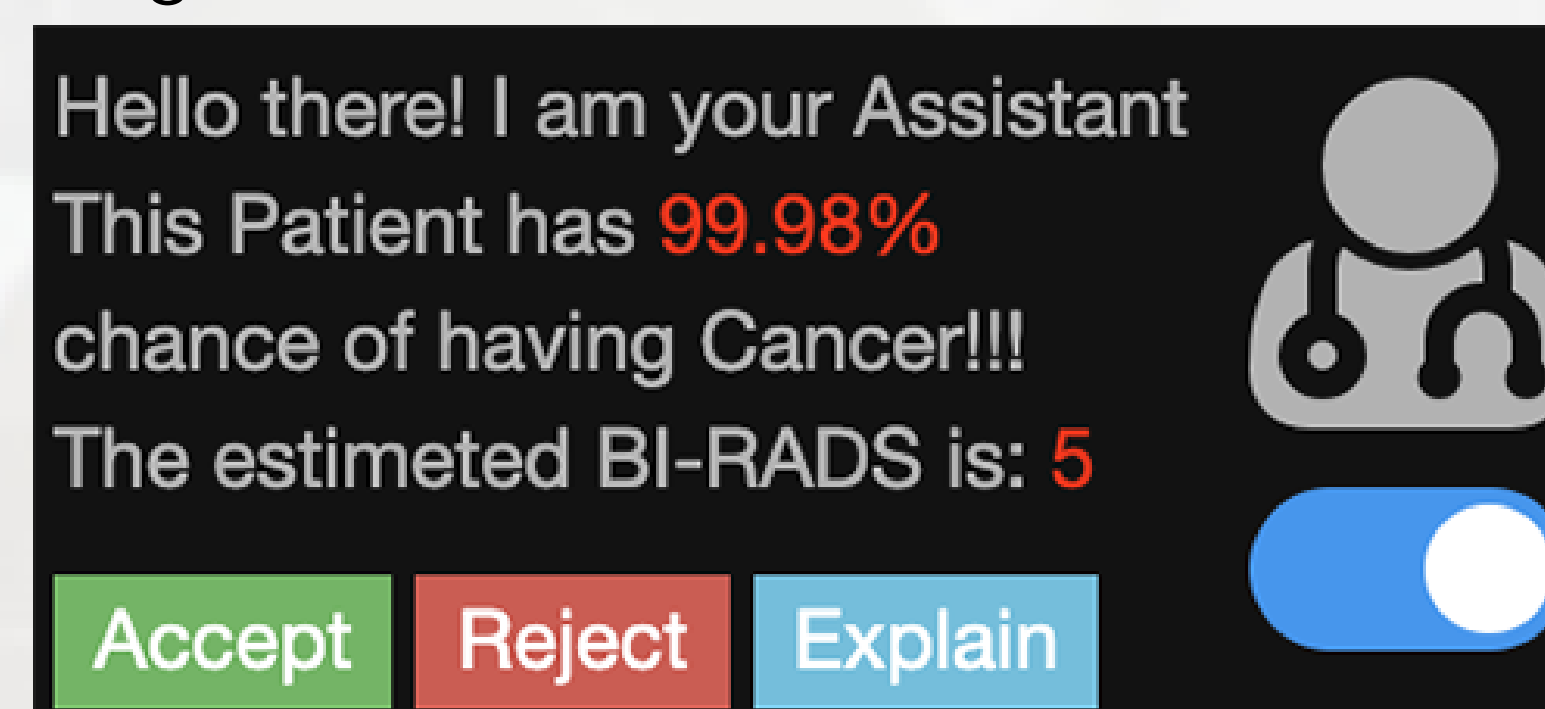 Hello there! I am your Assistant
This Patient has 99.98%
chance of having Cancer!!!
The estimeted BI-RADS is: 5
Accept Reject Explain